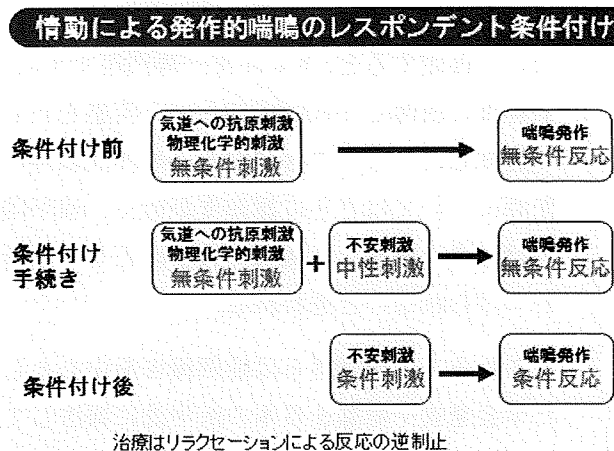 情動による発作的喘鳴のレスポンデント条件付け
条件付け前
気道への抗原刺激
物理化学的刺激
無条件刺激
喘鳴発作
無条件反応
条件付け
手続き
気道への抗原刺激
物理化学的刺激
無条件刺激
+
不安刺激
中性刺激
喘鳴発作
無条件反応
条件付け後
不安刺激
条件刺激
喘鳴発作
条件反応
治療はリラクセーションによる反応の逆制止